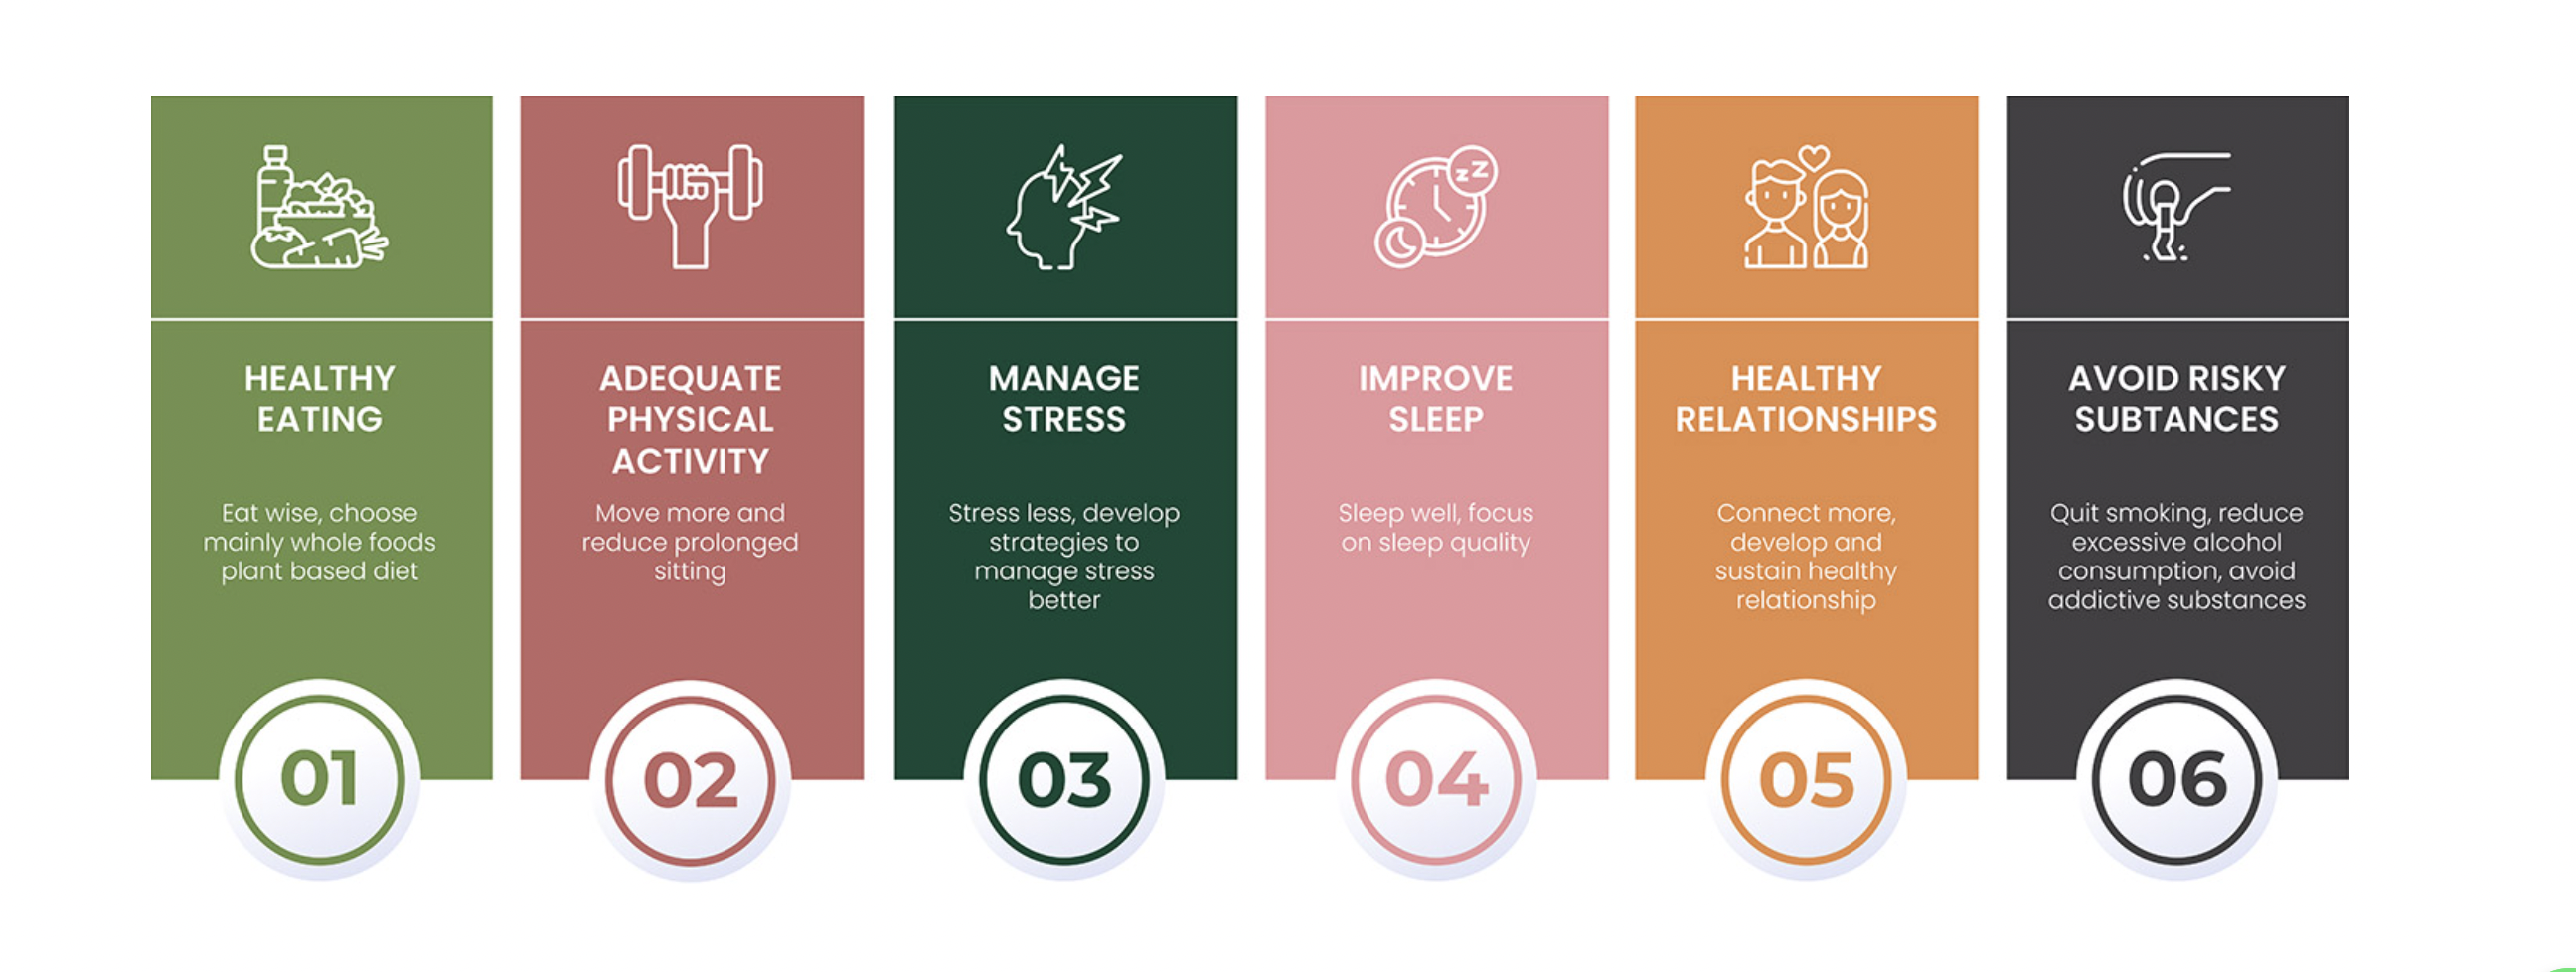 HEALTHY
EATING
Eat wise, choose
mainly whole foods
plant based diet
01
ADEQUATE
PHYSICAL
ACTIVITY
Move more and
reduce prolonged
sitting
02
MANAGE
STRESS
Stress less, develop
strategies to
manage stress
better
03
zZ
IMPROVE
SLEEP
Sleep well, focus
on sleep quality
04
HEALTHY
RELATIONSHIPS
Connect more,
develop and
sustain healthy
relationship
05
AVOID RISKY
SUBTANCES
Quit smoking, reduce
excessive alcohol
consumption, avoid
addictive substances
06